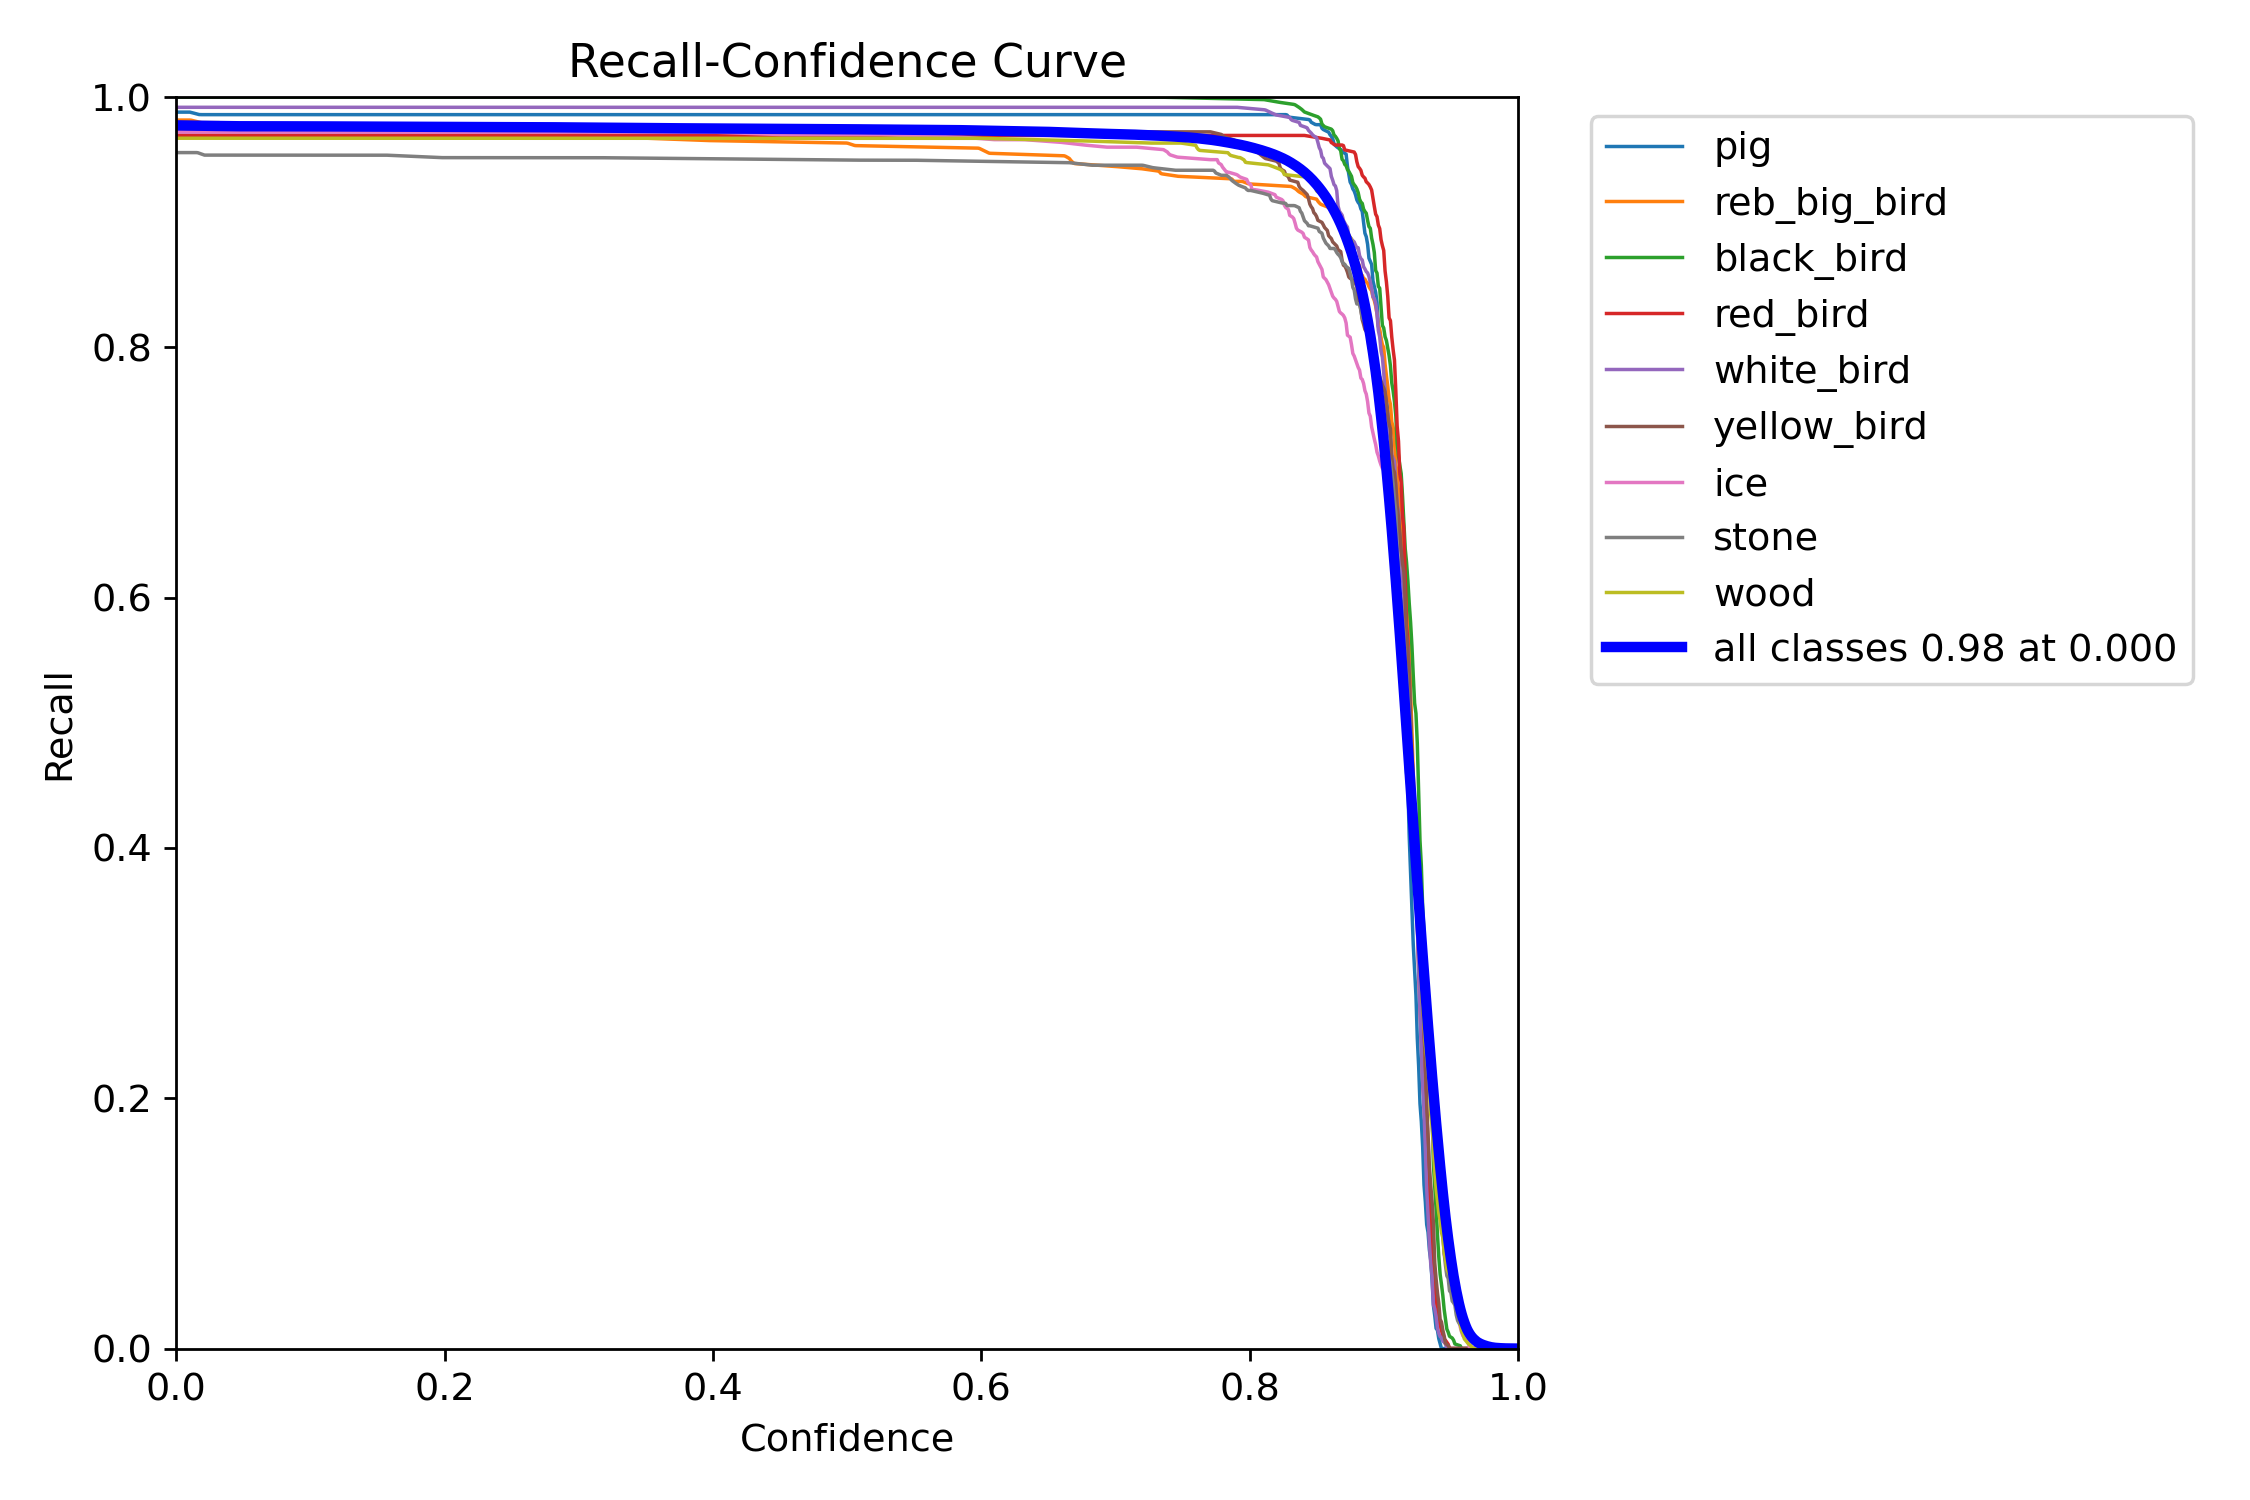 Recall-Confidence Curve
1.0
0.8
0.6
0.4
0.2
0.0
Recall
0.0 0.2 0.4 0.6 0.8 1.0
Confidence
pig
reb_big_bird
black_bird
red_bird
white_bird
yellow_bird
ice
stone
wood
all classes 0.98 at 0.000